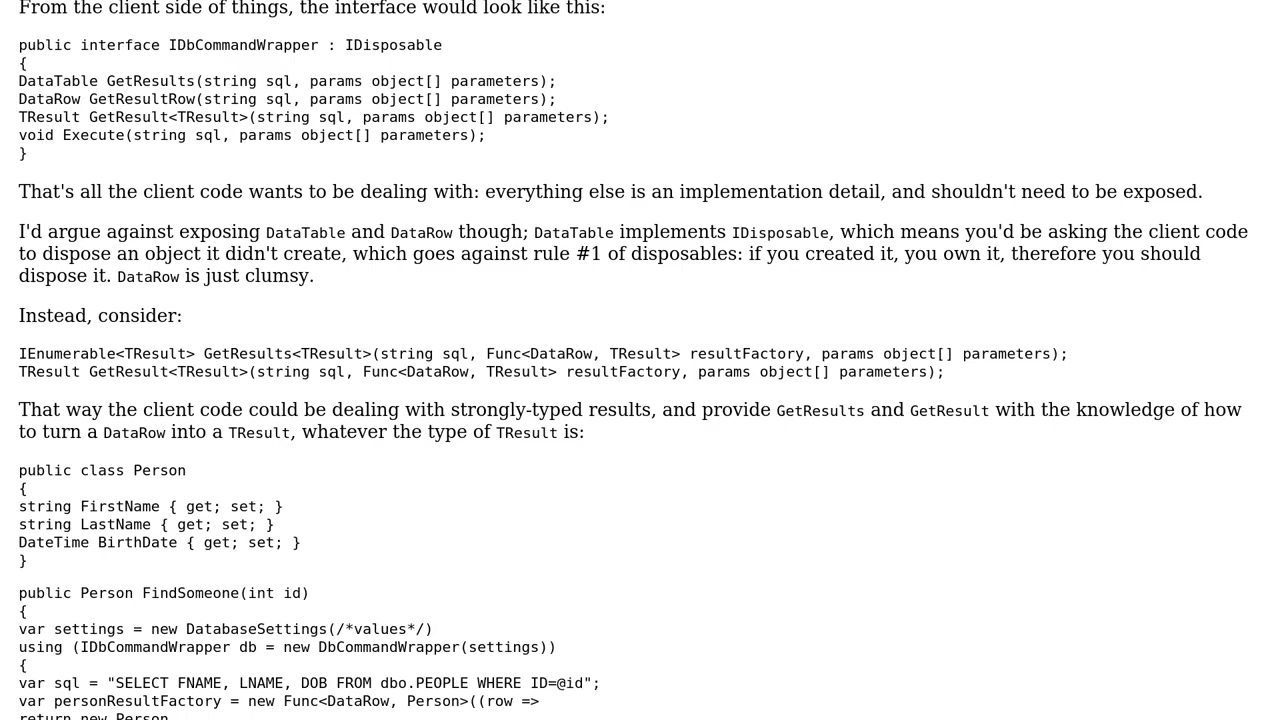 From the client side of things, the interface would look like this:
public interface IDbCommandWrapper : IDisposable
{
DataTable GetResults(string sql, params object[] parameters);
DataRow GetResultRow(string sql, params object[] parameters);
TResult GetResult<TResult>(string sql, params object[] parameters);
void Execute(string sql, params object[] parameters);
}
That's all the client code wants to be dealing with: everything else is an implementation detail, and shouldn't need to be exposed.
I'd argue against exposing DataTable and DataRow though; DataTable implements IDisposable, which means you'd be asking the client code
to dispose an object it didn't create, which goes against rule #1 of disposables: if you created it, you own it, therefore you should
dispose it. DataRow is just clumsy.
Instead, consider:
IEnumerable<TResult> GetResults<TResult>(string sql, Func<DataRow, TResult> resultFactory, params object[] parameters);
TResult GetResult<TResult>(string sql, Func<DataRow, TResult> resultFactory, params object[] parameters);
That way the client code could be dealing with strongly-typed results, and provide GetResults and GetResult with the knowledge of how
to turn a DataRow into a TResult, whatever the type of TResult is:
public class Person
{
string FirstName { get; set; }
string LastName { get; set; }
DateTime BirthDate { get; set; }
}
public Person FindSomeone(int id)
{
var settings = new DatabaseSettings(/*values*/)
using (IDbCommandWrapper db = new DbCommandWrapper(settings))
{
var sql = "SELECT FNAME, LNAME, DOB FROM dbo.PEOPLE WHERE ID=@id";
var personResultFactory = new Func<DataRow, Person>((row =>
return new Person